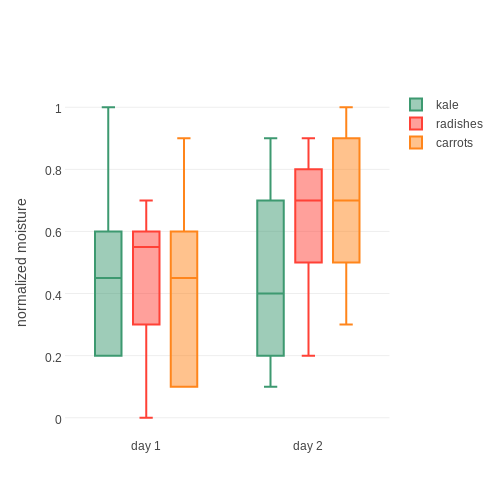 kale
radishes
carrots
normalized moisture
1
0.8
0.6
0.4
0.2
0
day 1
day 2